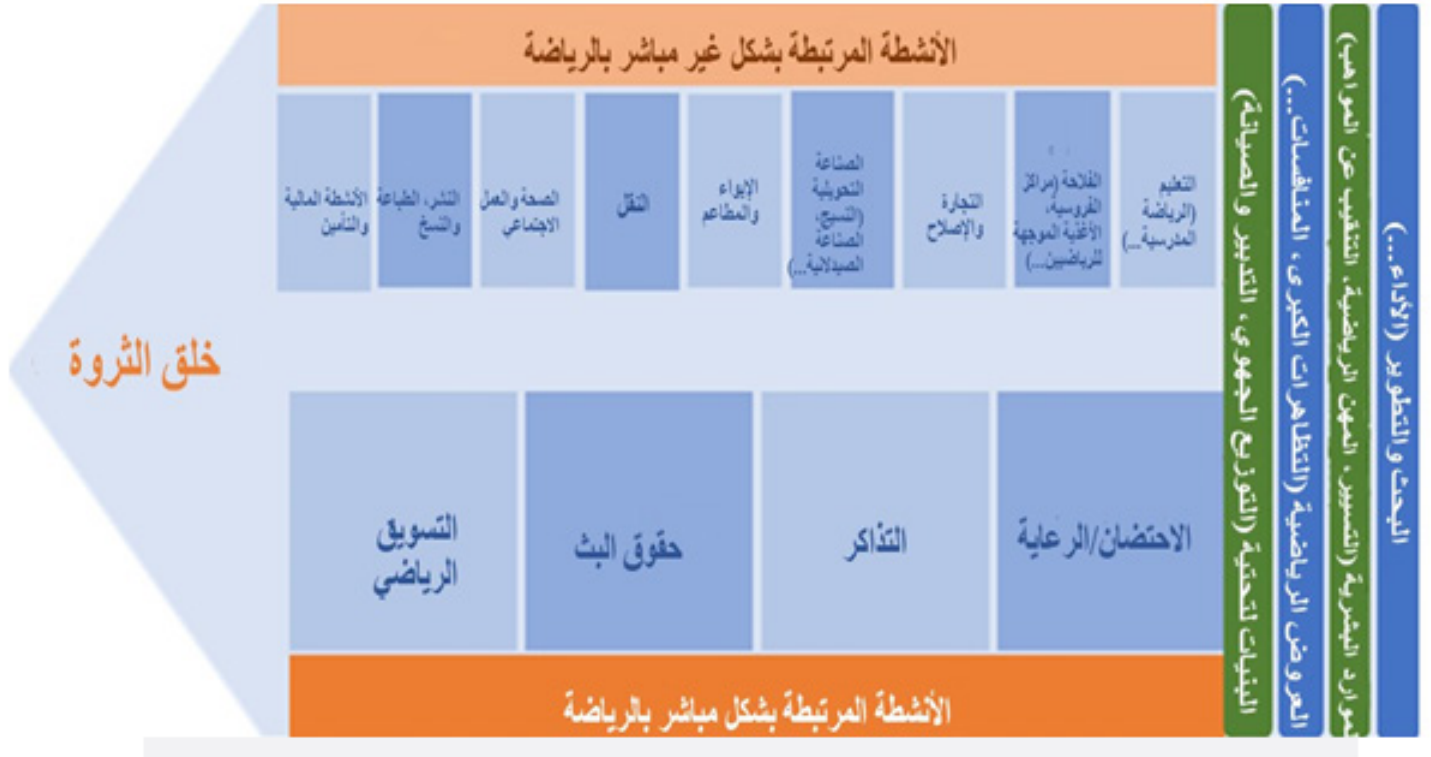 البحث والتطوير (الأداء...)
لموارد البشرية (التسيير، المهن الرياضية، التنقيب عن المواهب)
العروض الرياضية (التظاهرات الكبرى، المنافسات...)
البنيات لتحتية (التوزيع الجهوي، التدبير والصيانة)
الأنشطة المرتبطة بشكل غير مباشر بالرياضة
التعليم
(الرياضة
المدرسية...)
الفلاحة (مراكز
الفروسية،
الأغذية الموجهة
للرياضيين...)
التجارة
والإصلاح
الصناعة
التحويلية
(النسيج،
الصناعة
الصيدلانية...)
الإيواء
والمطاعم
النقل
الصحة والعمل
الاجتماعي
النشر، الطباعة
والنسخ
الأنشطة المالية
والتأمين
خلق الثروة
الاحتضان/الرعاية
التذاكر
حقوق البث
التسويق
الرياضي
الأنشطة المرتبطة بشكل مباشر بالرياضة